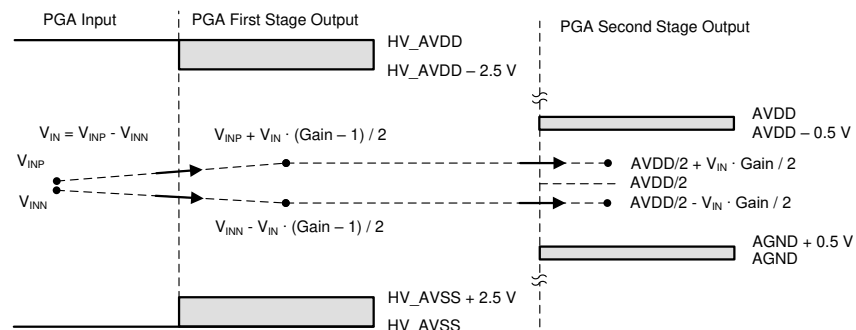 PGA Input
PGA First Stage Output
PGA Second Stage Output
HV_AVDD
HV_AVDD – 2.5 V
AVDD
AVDD – 0.5 V
V_IN = V_INP - V_INN
V_INP + V_IN · (Gain – 1) / 2
V_INP
V_INN
AVDD/2 + V_IN · Gain / 2
AVDD/2
AVDD/2 - V_IN · Gain / 2
V_INN - V_IN · (Gain – 1) / 2
AGND + 0.5 V
AGND
HV_AVSS + 2.5 V
HV_AVSS